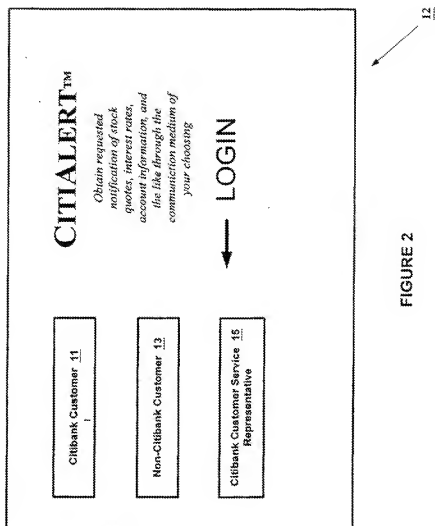 CITIALERT™
Obtain requested
notification of stock
quotes, interest rates,
account information, and
the like through the
communiction medium of
your choosing
LOGIN
Citibank Customer 11
Non-Citibank Customer 13
Citibank Customer Service 15
Representative
FIGURE 2
12